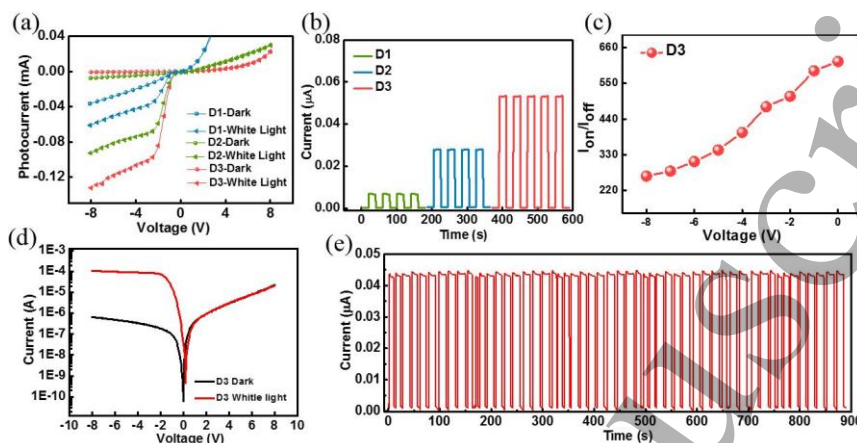 (a)
0.00
-0.04
-0.08
-0.12
Photocurrent (mA)
D1-Dark
D1-White Light
D2-Dark
D2-White Light
D3-Dark
D3-White Light
-8 -4 0 4 8
Voltage (V)
(b)
0.08
0.06
0.04
0.02
0.00
Current (μA)
D1
D2
D3
0 100 200 300 400 500 600
Time (s)
(c)
660
550
440
330
220
Ion/Ioff
D3
-8 -6 -4 -2 0
Voltage (V)
(d)
1E-3
1E-4
1E-5
1E-6
1E-7
1E-8
1E-9
1E-10
Current (A)
D3 Dark
D3 Whitle light
-10 -8 -6 -4 -2 0 2 4 6 8 10
Voltage (V)
(e)
0.05
0.04
0.03
0.02
0.01
0.00
Current (μA)
0 100 200 300 400 500 600 700 800 900
Time (s)
uscri